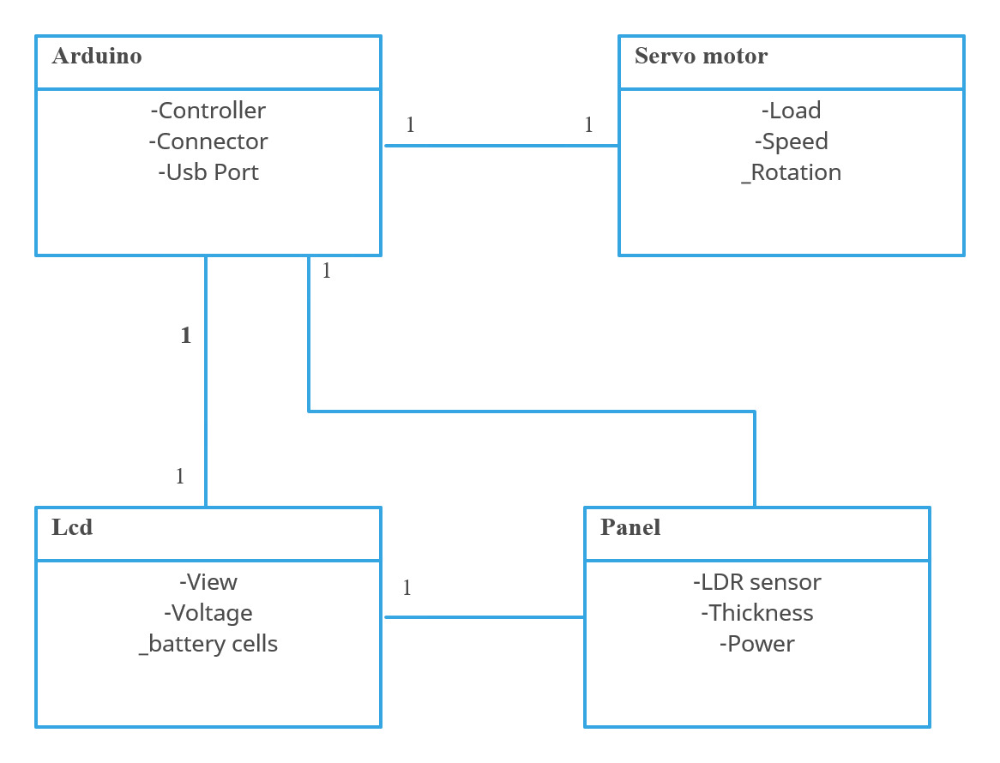 Arduino
-Controller
-Connector
-Usb Port
1
1
Servo motor
-Load
-Speed
_Rotation
1
1
1
Lcd
-View
-Voltage
_battery cells
1
Panel
-LDR sensor
-Thickness
-Power